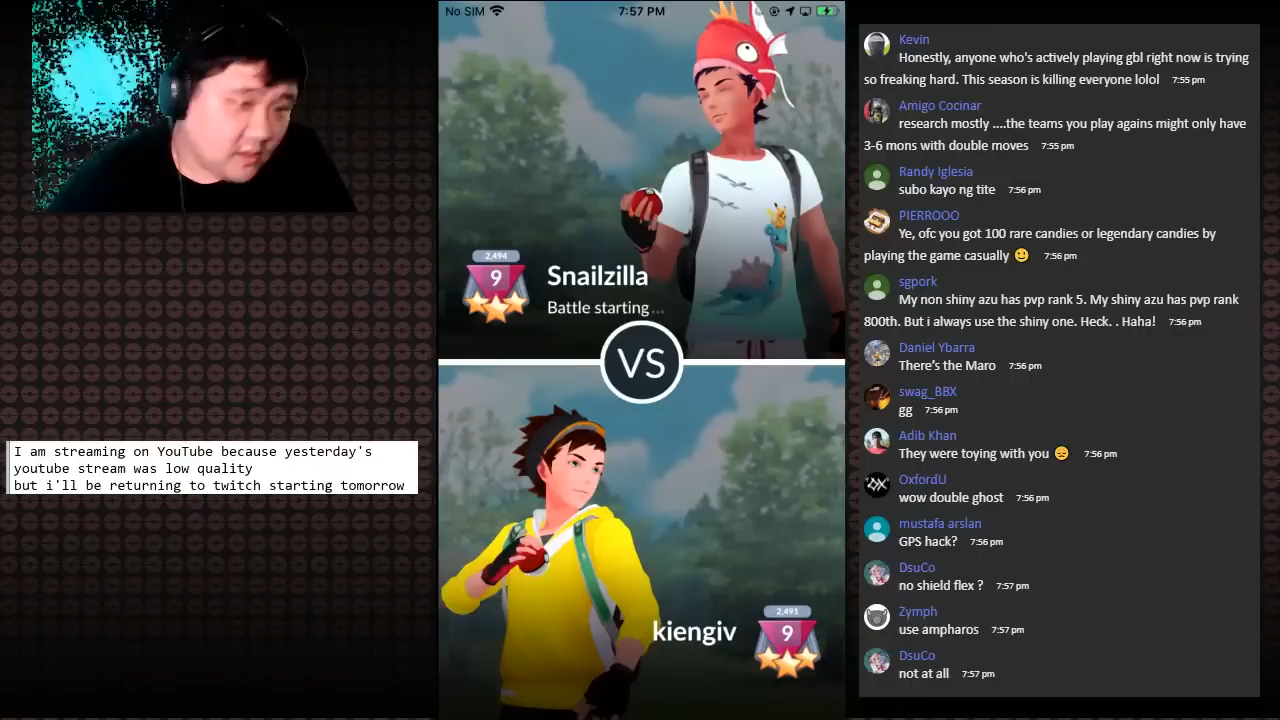 No SIM
7:57 PM
2,494
9
Snailzilla
Battle starting...
VS
kiengiv
2,491
9
I am streaming on YouTube because yesterday's
youtube stream was low quality
but i'll be returning to twitch starting tomorrow
Kevin
Honestly, anyone who's actively playing gbl right now is trying
so freaking hard. This season is killing everyone lolol 7:55 pm
Amigo Cocinar
research mostly ....the teams you play agains might only have
3-6 mons with double moves 7:55 pm
Randy Iglesia
subo kayo ng tite 7:56 pm
PIERROOO
Ye, ofc you got 100 rare candies or legendary candies by
playing the game casually 🙂 7:56 pm
sgpork
My non shiny azu has pvp rank 5. My shiny azu has pvp rank
800th. But i always use the shiny one. Heck. . Haha! 7:56 pm
Daniel Ybarra
There's the Maro 7:56 pm
swag_BBX
gg 7:56 pm
Adib Khan
They were toying with you 😔 7:56 pm
OxfordU
wow double ghost 7:56 pm
mustafa arslan
GPS hack? 7:56 pm
DsuCo
no shield flex ? 7:57 pm
Zymph
use ampharos 7:57 pm
DsuCo
not at all 7:57 pm